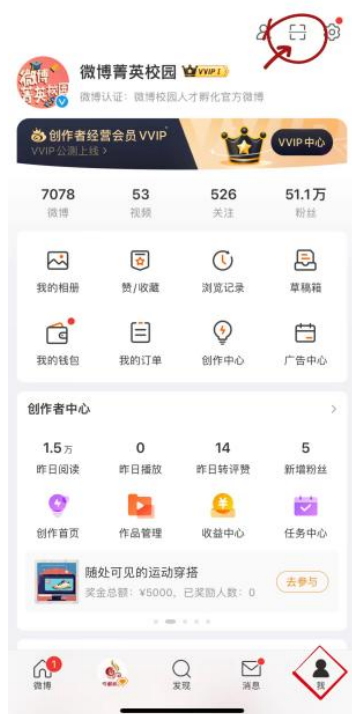 微博
菁英校园
微博菁英校园 VVIP I
微博认证：微博校园人才孵化官方微博
创作者经营会员 VVIP
VVIP 公测上线 >
VVIP 中心
7078 53 526 51.1万
微博 视频 关注 粉丝
我的相册 赞/收藏 浏览记录 草稿箱
我的钱包 我的订单 创作中心 广告中心
创作者中心
1.5万 0 14 5
昨日阅读 昨日播放 昨日转评赞 新增粉丝
创作首页 作品管理 收益中心 任务中心
随处可见的运动穿搭
奖金总额：¥5000，已奖励人数：0
去参与
1
微博 发现 消息 我